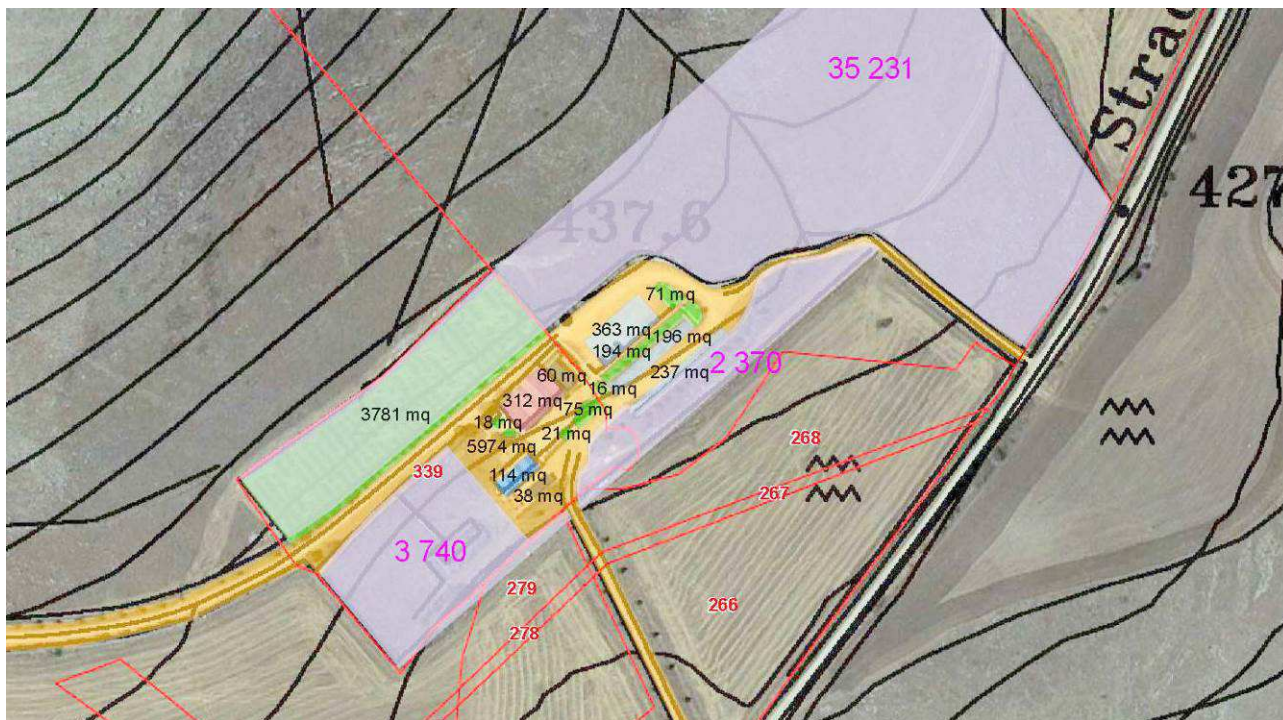 35 231
Strad
427
437,6
71 mq
363 mq
196 mq
194 mq
2 370
237 mq
60 mq
16 mq
312 mq
75 mq
3781 mq
18 mq
21 mq
268
5974 mq
339
114 mq
267
38 mq
3 740
279
266
278